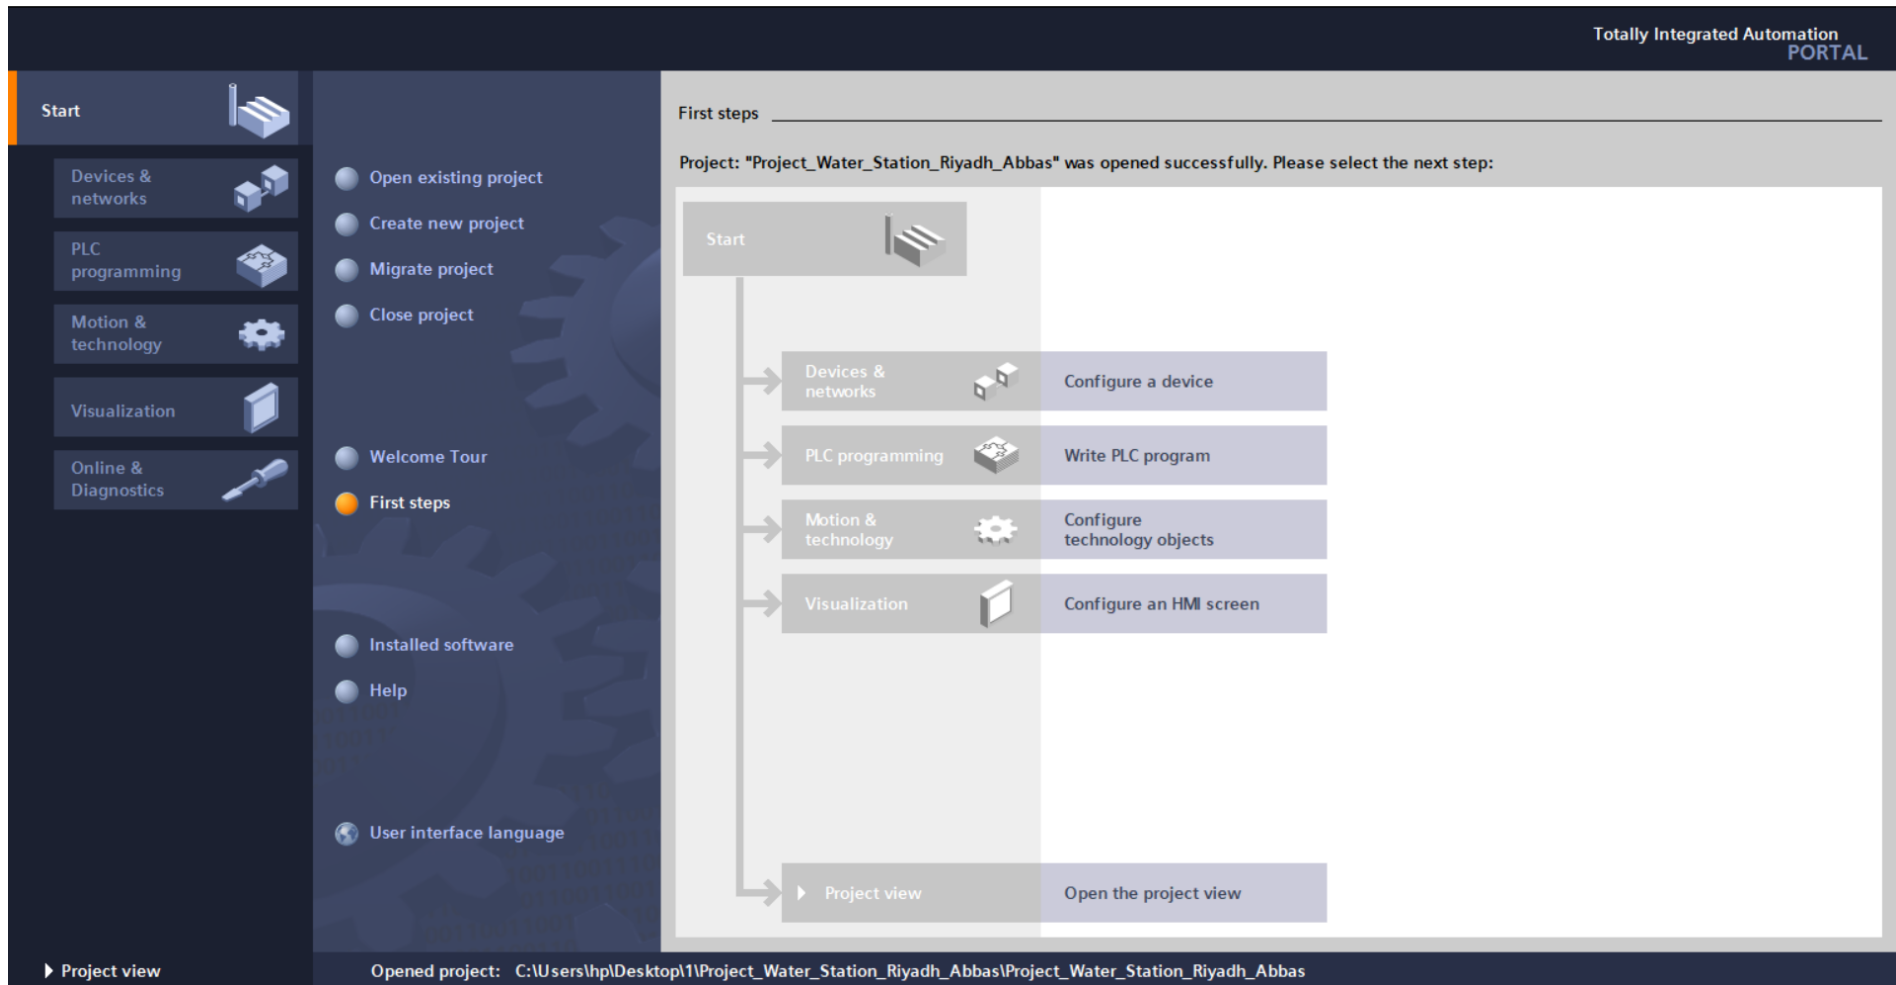 Totally Integrated Automation
PORTAL
Start
Devices &
networks
PLC
programming
Motion &
technology
Visualization
Online &
Diagnostics
Open existing project
Create new project
Migrate project
Close project
Welcome Tour
First steps
Installed software
Help
User interface language
First steps
Project: "Project_Water_Station_Riyadh_Abbas" was opened successfully. Please select the next step:
Start
Devices &
networks
Configure a device
PLC programming
Write PLC program
Motion &
technology
Configure
technology objects
Visualization
Configure an HMI screen
Project view
Open the project view
Project view
Opened project: C:\Users\hp\Desktop\1\Project_Water_Station_Riyadh_Abbas\Project_Water_Station_Riyadh_Abbas